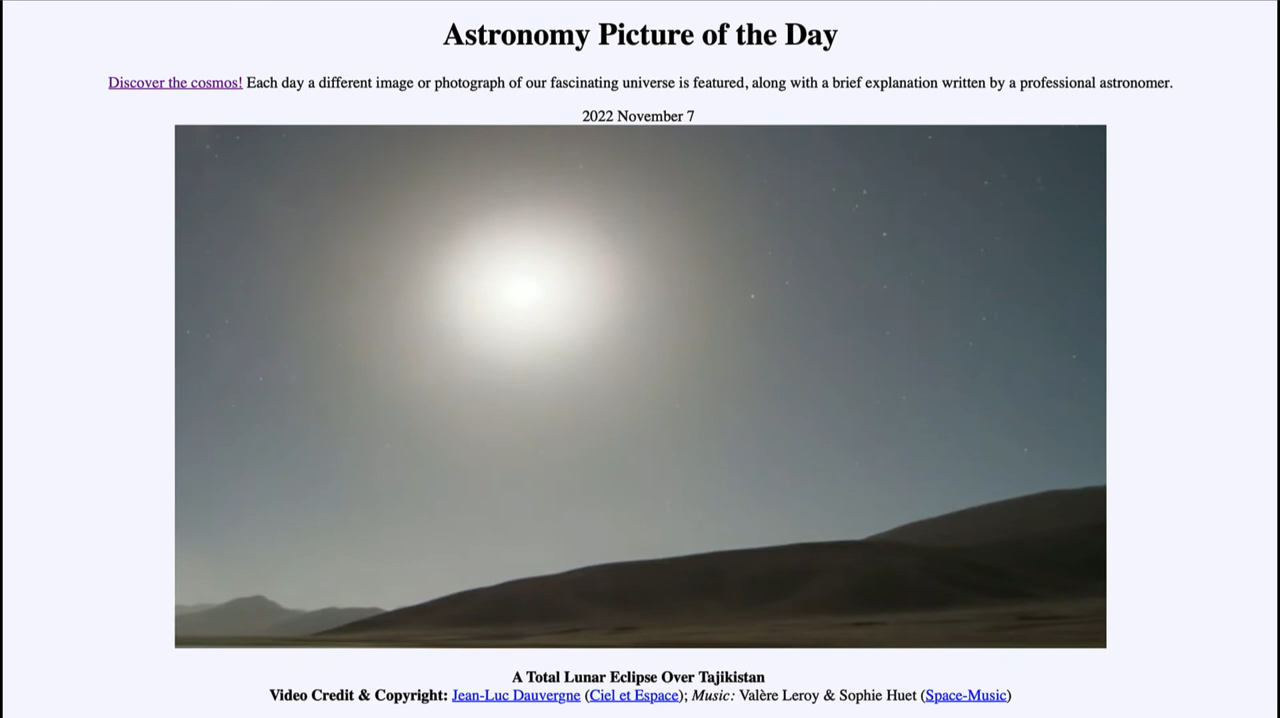 Astronomy Picture of the Day
Discover the cosmos! Each day a different image or photograph of our fascinating universe is featured, along with a brief explanation written by a professional astronomer.
2022 November 7
A Total Lunar Eclipse Over Tajikistan
Video Credit & Copyright: Jean-Luc Dauvergne (Ciel et Espace); Music: Valère Leroy & Sophie Huet (Space-Music)